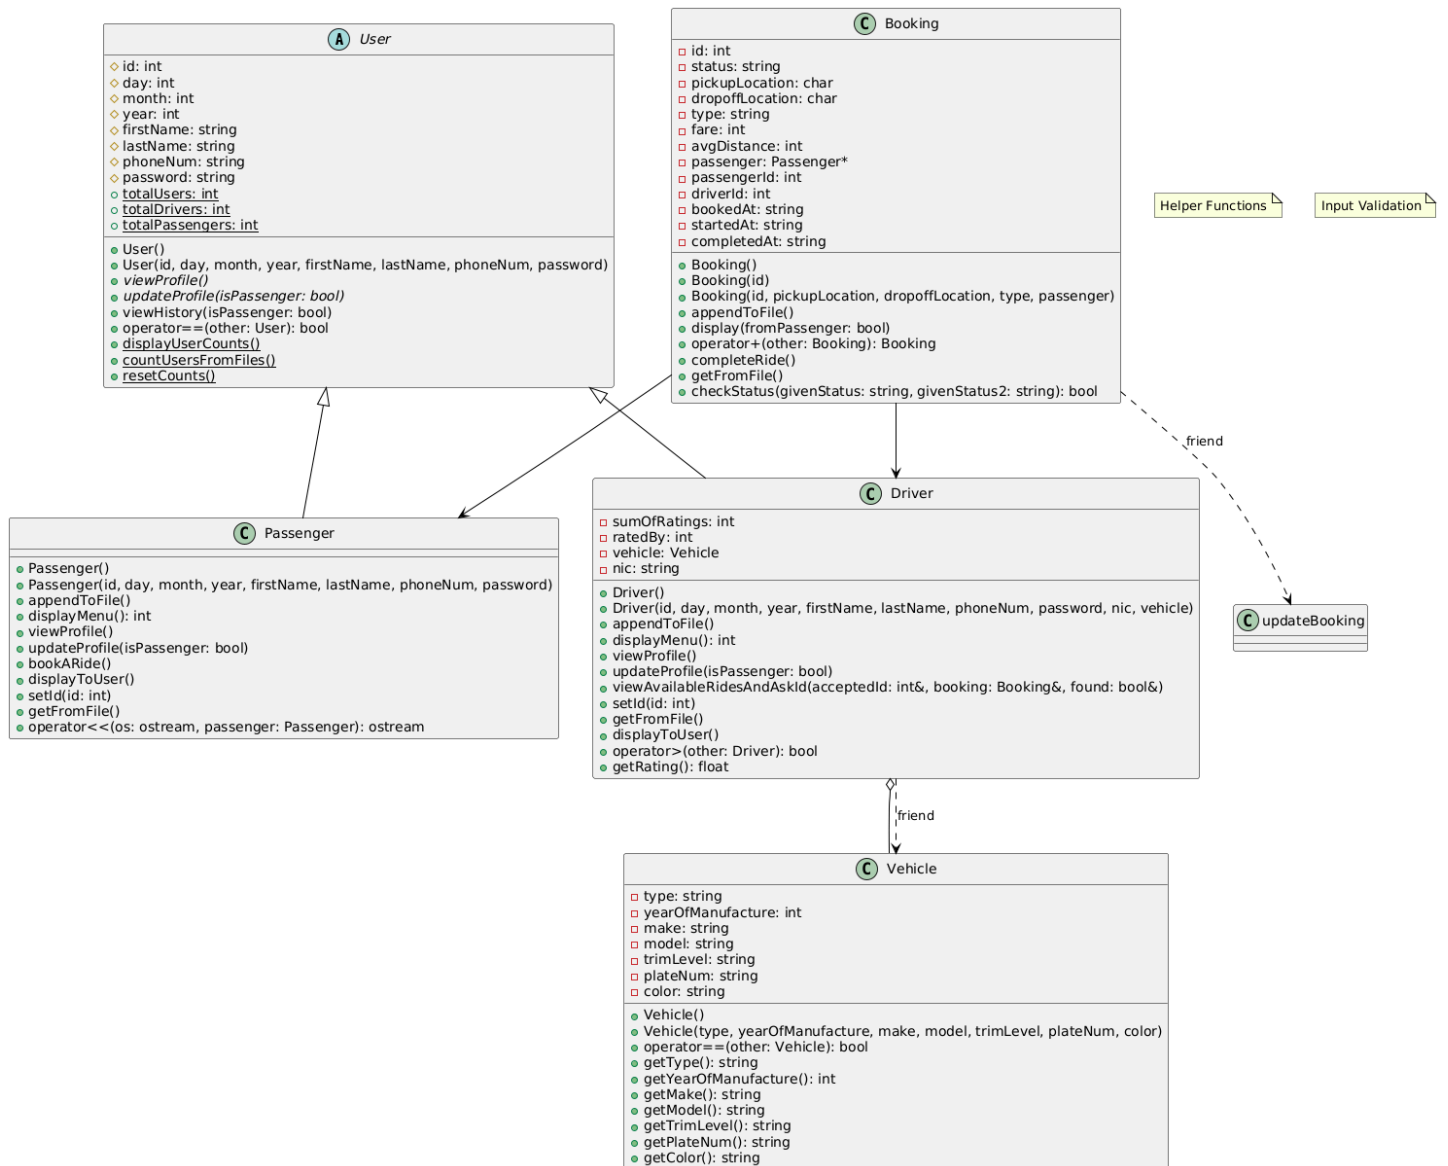 A User
id: int
day: int
month: int
year: int
firstName: string
lastName: string
phoneNum: string
password: string
totalUsers: int
totalDrivers: int
totalPassengers: int
User()
User(id, day, month, year, firstName, lastName, phoneNum, password)
viewProfile()
updateProfile(isPassenger: bool)
viewHistory(isPassenger: bool)
operator==(other: User): bool
displayUserCounts()
countUsersFromFiles()
resetCounts()
C Booking
id: int
status: string
pickupLocation: char
dropoffLocation: char
type: string
fare: int
avgDistance: int
passenger: Passenger*
passengerId: int
driverId: int
bookedAt: string
startedAt: string
completedAt: string
Booking()
Booking(id)
Booking(id, pickupLocation, dropoffLocation, type, passenger)
appendToFile()
display(fromPassenger: bool)
operator+(other: Booking): Booking
completeRide()
getFromFile()
checkStatus(givenStatus: string, givenStatus2: string): bool
Helper Functions
Input Validation
friend
C Passenger
Passenger()
Passenger(id, day, month, year, firstName, lastName, phoneNum, password)
appendToFile()
displayMenu(): int
viewProfile()
updateProfile(isPassenger: bool)
bookARide()
displayToUser()
setId(id: int)
getFromFile()
operator<<(os: ostream, passenger: Passenger): ostream
C Driver
sumOfRatings: int
ratedBy: int
vehicle: Vehicle
nic: string
Driver()
Driver(id, day, month, year, firstName, lastName, phoneNum, password, nic, vehicle)
appendToFile()
displayMenu(): int
viewProfile()
updateProfile(isPassenger: bool)
viewAvailableRidesAndAskId(acceptedId: int&, booking: Booking&, found: bool&)
setId(id: int)
getFromFile()
displayToUser()
operator>(other: Driver): bool
getRating(): float
C updateBooking
friend
C Vehicle
type: string
yearOfManufacture: int
make: string
model: string
trimLevel: string
plateNum: string
color: string
Vehicle()
Vehicle(type, yearOfManufacture, make, model, trimLevel, plateNum, color)
operator==(other: Vehicle): bool
getType(): string
getYearOfManufacture(): int
getMake(): string
getModel(): string
getTrimLevel(): string
getPlateNum(): string
getColor(): string